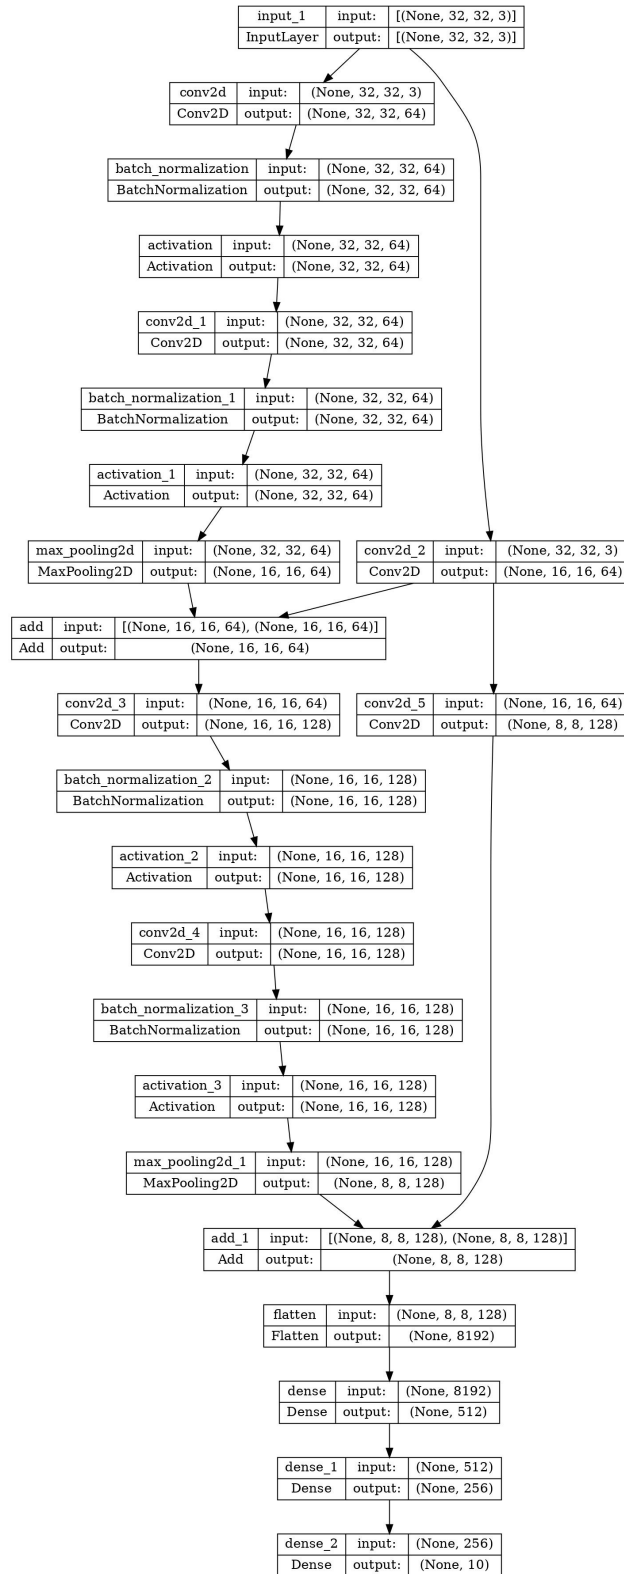 input_1 input: [(None, 32, 32, 3)]
InputLayer output: [(None, 32, 32, 3)]
conv2d input: (None, 32, 32, 3)
Conv2D output: (None, 32, 32, 64)
batch_normalization input: (None, 32, 32, 64)
BatchNormalization output: (None, 32, 32, 64)
activation input: (None, 32, 32, 64)
Activation output: (None, 32, 32, 64)
conv2d_1 input: (None, 32, 32, 64)
Conv2D output: (None, 32, 32, 64)
batch_normalization_1 input: (None, 32, 32, 64)
BatchNormalization output: (None, 32, 32, 64)
activation_1 input: (None, 32, 32, 64)
Activation output: (None, 32, 32, 64)
max_pooling2d input: (None, 32, 32, 64)
MaxPooling2D output: (None, 16, 16, 64)
conv2d_2 input: (None, 32, 32, 3)
Conv2D output: (None, 16, 16, 64)
add input: [(None, 16, 16, 64), (None, 16, 16, 64)]
Add output: (None, 16, 16, 64)
conv2d_3 input: (None, 16, 16, 64)
Conv2D output: (None, 16, 16, 128)
conv2d_5 input: (None, 16, 16, 64)
Conv2D output: (None, 8, 8, 128)
batch_normalization_2 input: (None, 16, 16, 128)
BatchNormalization output: (None, 16, 16, 128)
activation_2 input: (None, 16, 16, 128)
Activation output: (None, 16, 16, 128)
conv2d_4 input: (None, 16, 16, 128)
Conv2D output: (None, 16, 16, 128)
batch_normalization_3 input: (None, 16, 16, 128)
BatchNormalization output: (None, 16, 16, 128)
activation_3 input: (None, 16, 16, 128)
Activation output: (None, 16, 16, 128)
max_pooling2d_1 input: (None, 16, 16, 128)
MaxPooling2D output: (None, 8, 8, 128)
add_1 input: [(None, 8, 8, 128), (None, 8, 8, 128)]
Add output: (None, 8, 8, 128)
flatten input: (None, 8, 8, 128)
Flatten output: (None, 8192)
dense input: (None, 8192)
Dense output: (None, 512)
dense_1 input: (None, 512)
Dense output: (None, 256)
dense_2 input: (None, 256)
Dense output: (None, 10)